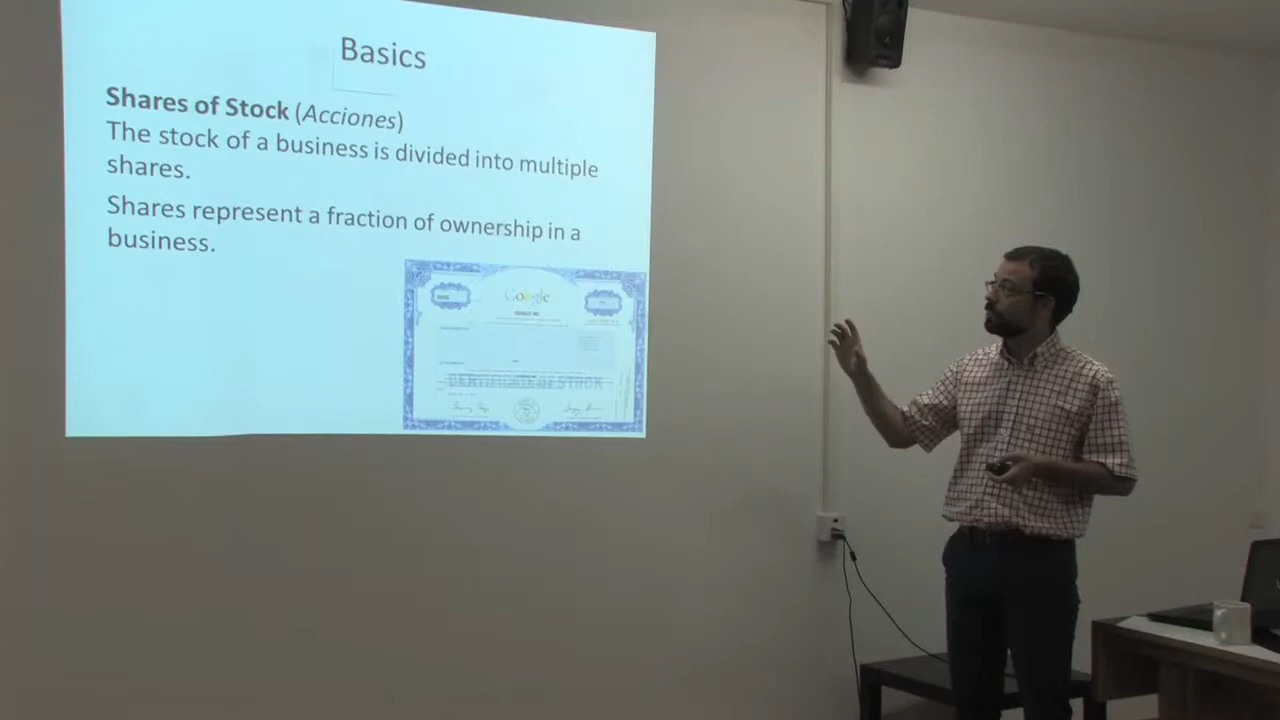 Basics
Shares of Stock (Acciones)
The stock of a business is divided into multiple
shares.
Shares represent a fraction of ownership in a
business.
Google
CERTIFICATE OF STOCK